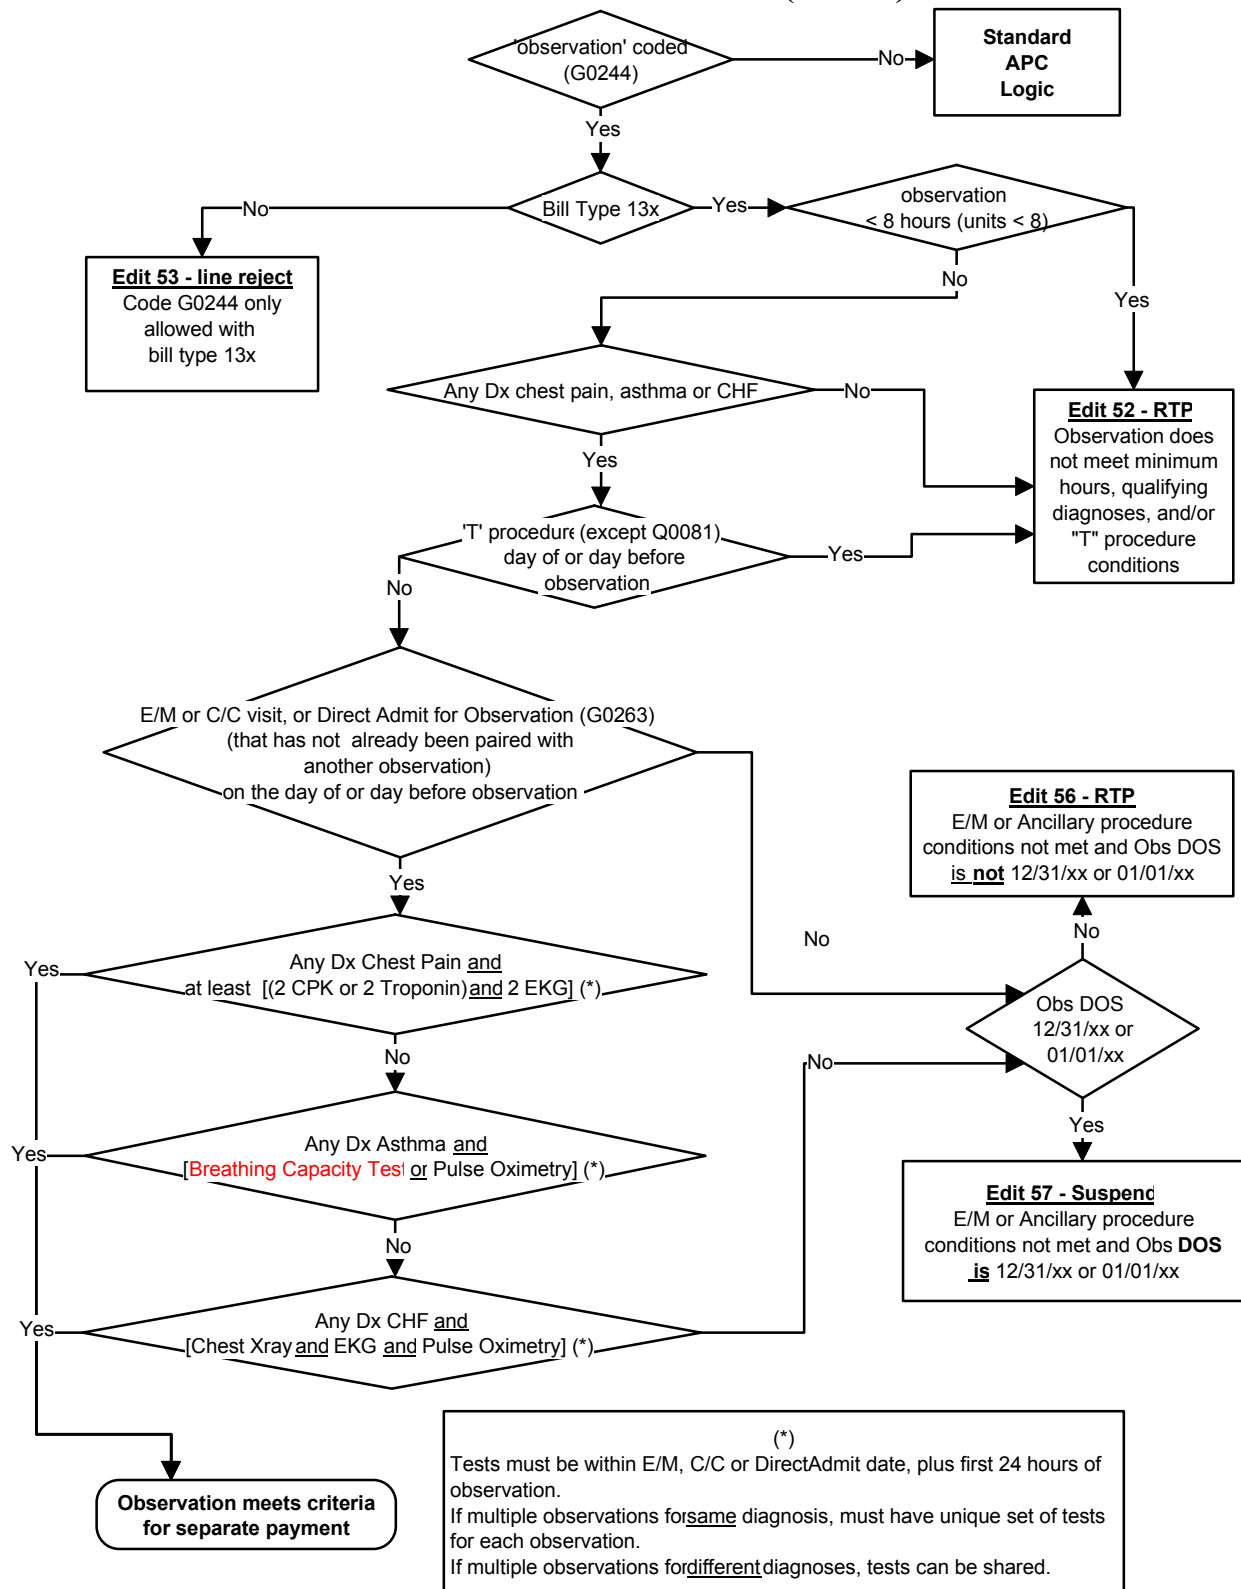 'observation' coded
(G0244)
No
Standard
APC
Logic
Yes
No
Bill Type 13x
Yes
observation
< 8 hours (units < 8)
Edit 53 - line reject
Code G0244 only
allowed with
bill type 13x
No
Yes
Any Dx chest pain, asthma or CHF
No
Edit 52 - RTP
Observation does
not meet minimum
hours, qualifying
diagnoses, and/or
"T" procedure
conditions
Yes
'T' procedure (except Q0081)
day of or day before
observation
Yes
No
E/M or C/C visit, or Direct Admit for Observation (G0263)
(that has not already been paired with
another observation)
on the day of or day before observation
Edit 56 - RTP
E/M or Ancillary procedure
conditions not met and Obs DOS
is not 12/31/xx or 01/01/xx
Yes
No
No
Yes
Any Dx Chest Pain and
at least [(2 CPK or 2 Troponin) and 2 EKG] (*)
Obs DOS
12/31/xx or
01/01/xx
No
No
Yes
Yes
Any Dx Asthma and
[Breathing Capacity Test or Pulse Oximetry] (*)
Edit 57 - Suspend
E/M or Ancillary procedure
conditions not met and Obs DOS
is 12/31/xx or 01/01/xx
No
Yes
Any Dx CHF and
[Chest Xray and EKG and Pulse Oximetry] (*)
Observation meets criteria
for separate payment
(*)
Tests must be within E/M, C/C or DirectAdmit date, plus first 24 hours of
observation.
If multiple observations for same diagnosis, must have unique set of tests
for each observation.
If multiple observations for different diagnoses, tests can be shared.